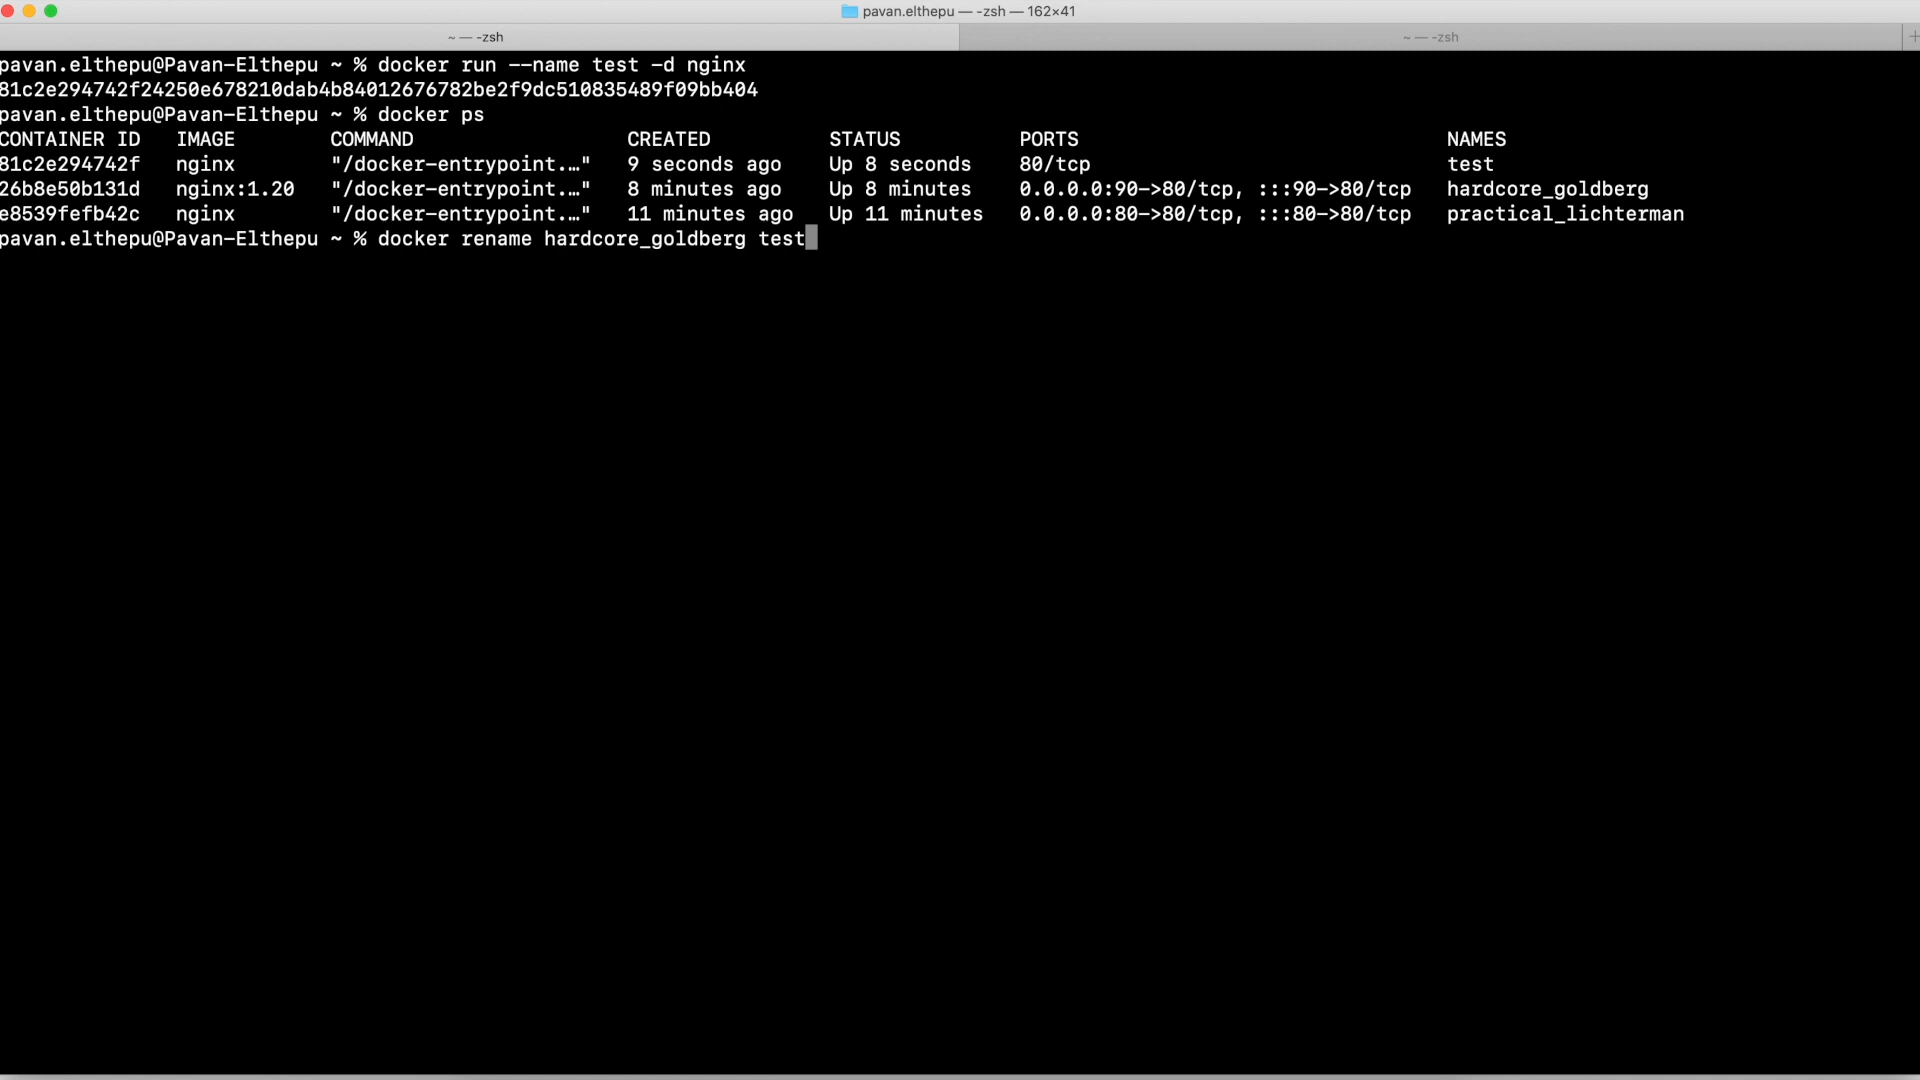 pavan.elthepu — -zsh — 162×41
~ — -zsh
~ — -zsh
pavan.elthepu@Pavan-Elthepu ~ % docker run --name test -d nginx
81c2e294742f24250e678210dab4b84012676782be2f9dc510835489f09bb404
pavan.elthepu@Pavan-Elthepu ~ % docker ps
CONTAINER ID   IMAGE        COMMAND                  CREATED          STATUS          PORTS                               NAMES
81c2e294742f   nginx        "/docker-entrypoint.…"   9 seconds ago    Up 8 seconds    80/tcp                              test
26b8e50b131d   nginx:1.20   "/docker-entrypoint.…"   8 minutes ago    Up 8 minutes    0.0.0.0:90->80/tcp, :::90->80/tcp   hardcore_goldberg
e8539fefb42c   nginx        "/docker-entrypoint.…"   11 minutes ago   Up 11 minutes   0.0.0.0:80->80/tcp, :::80->80/tcp   practical_lichterman
pavan.elthepu@Pavan-Elthepu ~ % docker rename hardcore_goldberg test